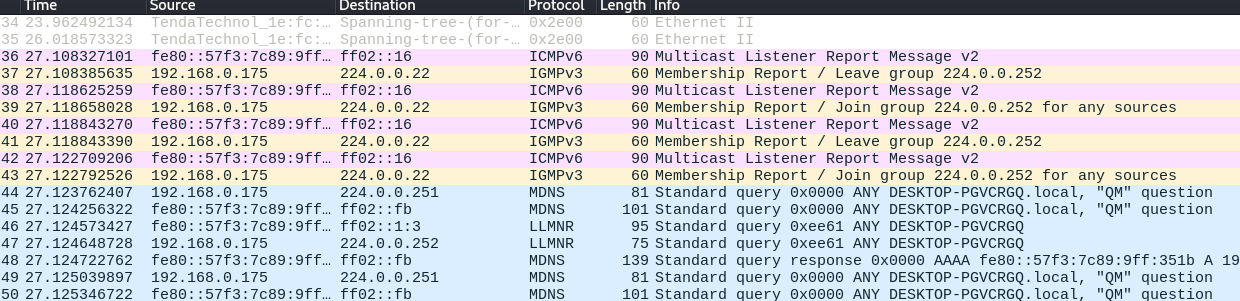 Time Source Destination Protocol Length Info
34 23.962492134 TendaTechnol_1e:fc:… Spanning-tree-(for-… 0x2e00 60 Ethernet II
35 26.018573323 TendaTechnol_1e:fc:… Spanning-tree-(for-… 0x2e00 60 Ethernet II
36 27.108327101 fe80::57f3:7c89:9ff… ff02::16 ICMPv6 90 Multicast Listener Report Message v2
37 27.108385635 192.168.0.175 224.0.0.22 IGMPv3 60 Membership Report / Leave group 224.0.0.252
38 27.118625259 fe80::57f3:7c89:9ff… ff02::16 ICMPv6 90 Multicast Listener Report Message v2
39 27.118658028 192.168.0.175 224.0.0.22 IGMPv3 60 Membership Report / Join group 224.0.0.252 for any sources
40 27.118843270 fe80::57f3:7c89:9ff… ff02::16 ICMPv6 90 Multicast Listener Report Message v2
41 27.118843390 192.168.0.175 224.0.0.22 IGMPv3 60 Membership Report / Leave group 224.0.0.252
42 27.122709206 fe80::57f3:7c89:9ff… ff02::16 ICMPv6 90 Multicast Listener Report Message v2
43 27.122792526 192.168.0.175 224.0.0.22 IGMPv3 60 Membership Report / Join group 224.0.0.252 for any sources
44 27.123762407 192.168.0.175 224.0.0.251 MDNS 81 Standard query 0x0000 ANY DESKTOP-PGVCRGQ.local, "QM" question
45 27.124256322 fe80::57f3:7c89:9ff… ff02::fb MDNS 101 Standard query 0x0000 ANY DESKTOP-PGVCRGQ.local, "QM" question
46 27.124573427 fe80::57f3:7c89:9ff… ff02::1:3 LLMNR 95 Standard query 0xee61 ANY DESKTOP-PGVCRGQ
47 27.124648728 192.168.0.175 224.0.0.252 LLMNR 75 Standard query 0xee61 ANY DESKTOP-PGVCRGQ
48 27.124722762 fe80::57f3:7c89:9ff… ff02::fb MDNS 139 Standard query response 0x0000 AAAA fe80::57f3:7c89:9ff:351b A 19
49 27.125039897 192.168.0.175 224.0.0.251 MDNS 81 Standard query 0x0000 ANY DESKTOP-PGVCRGQ.local, "QM" question
50 27.125346722 fe80::57f3:7c89:9ff… ff02::fb MDNS 101 Standard query 0x0000 ANY DESKTOP-PGVCRGQ.local, "QM" question